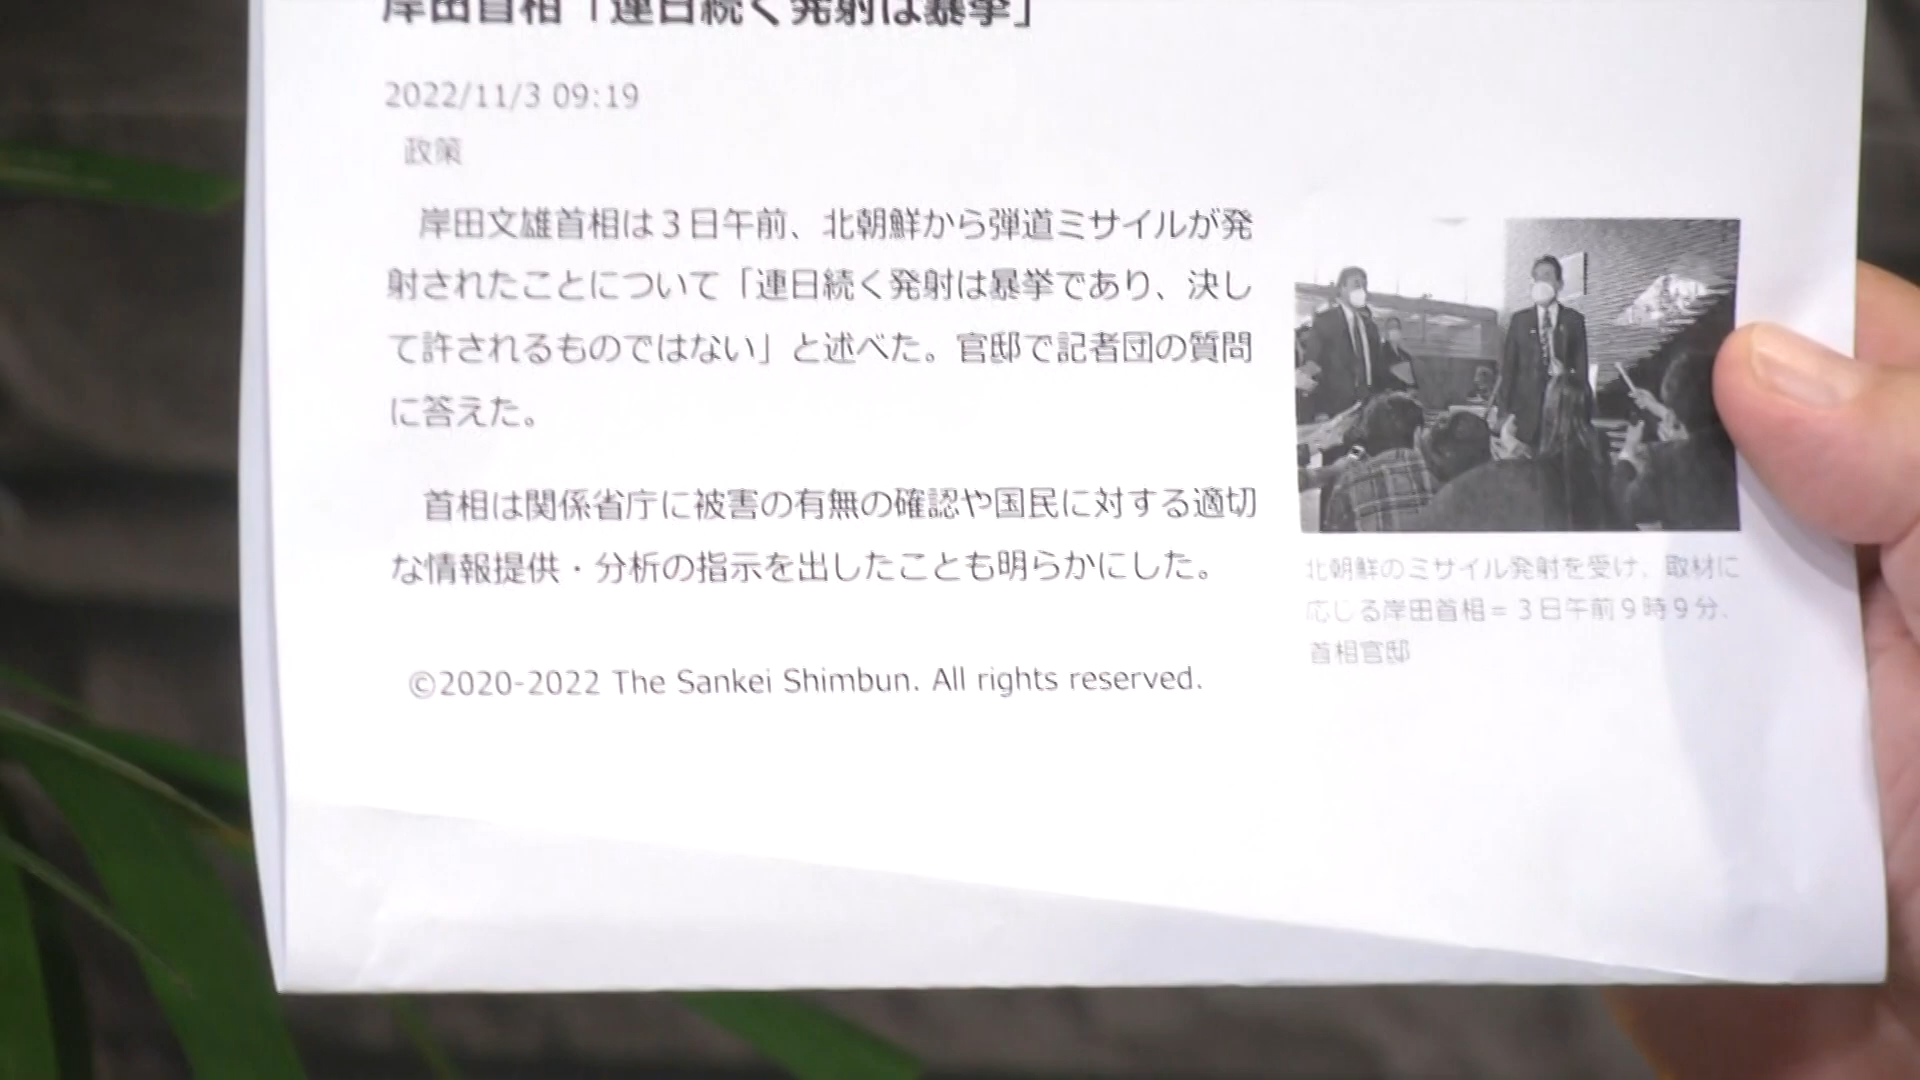 岸田首相「連日続く発射は暴挙」
2022/11/3 09:19
政策
岸田文雄首相は３日午前、北朝鮮から弾道ミサイルが発
射されたことについて「連日続く発射は暴挙であり、決し
て許されるものではない」と述べた。官邸で記者団の質問
に答えた。
首相は関係省庁に被害の有無の確認や国民に対する適切
な情報提供・分析の指示を出したことも明らかにした。
©2020-2022 The Sankei Shimbun. All rights reserved.
北朝鮮のミサイル発射を受け、取材に
応じる岸田首相＝３日午前９時９分、
首相官邸